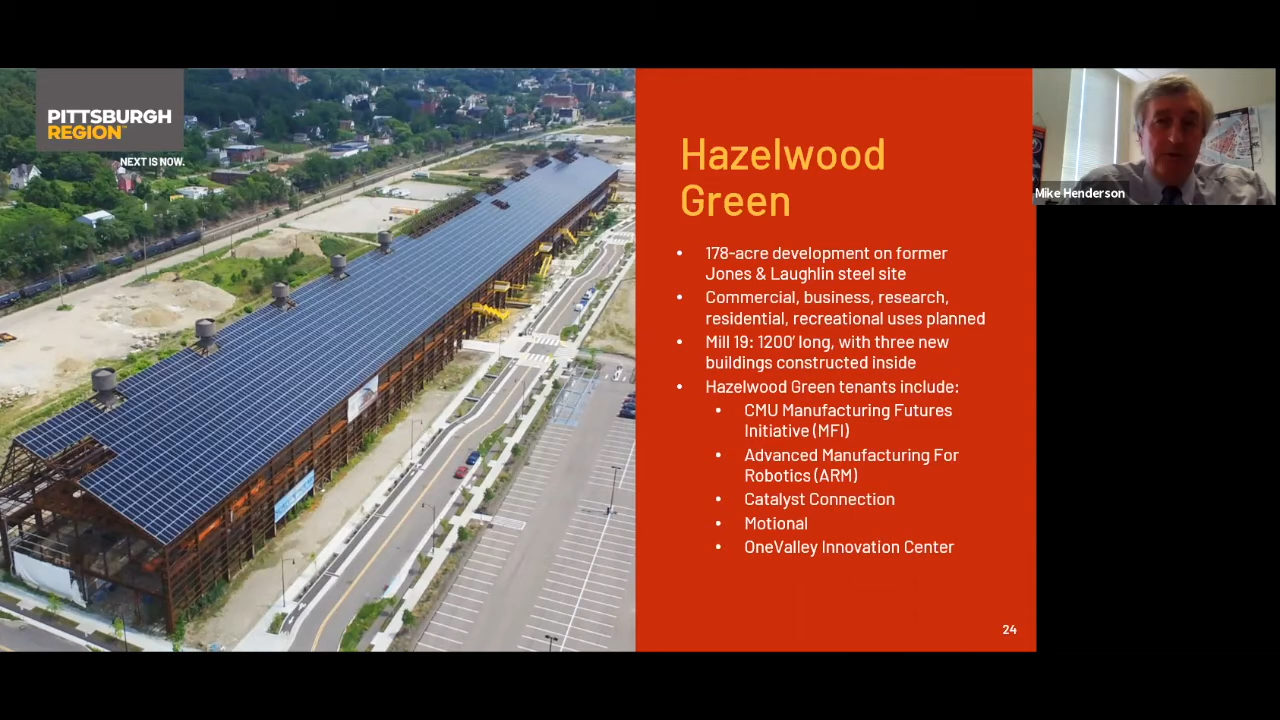 PITTSBURGH
REGION™
NEXT IS NOW.
Hazelwood
Green
• 178-acre development on former
Jones & Laughlin steel site
• Commercial, business, research,
residential, recreational uses planned
• Mill 19: 1200’ long, with three new
buildings constructed inside
• Hazelwood Green tenants include:
• CMU Manufacturing Futures
Initiative (MFI)
• Advanced Manufacturing For
Robotics (ARM)
• Catalyst Connection
• Motional
• OneValley Innovation Center
24
Mike Henderson